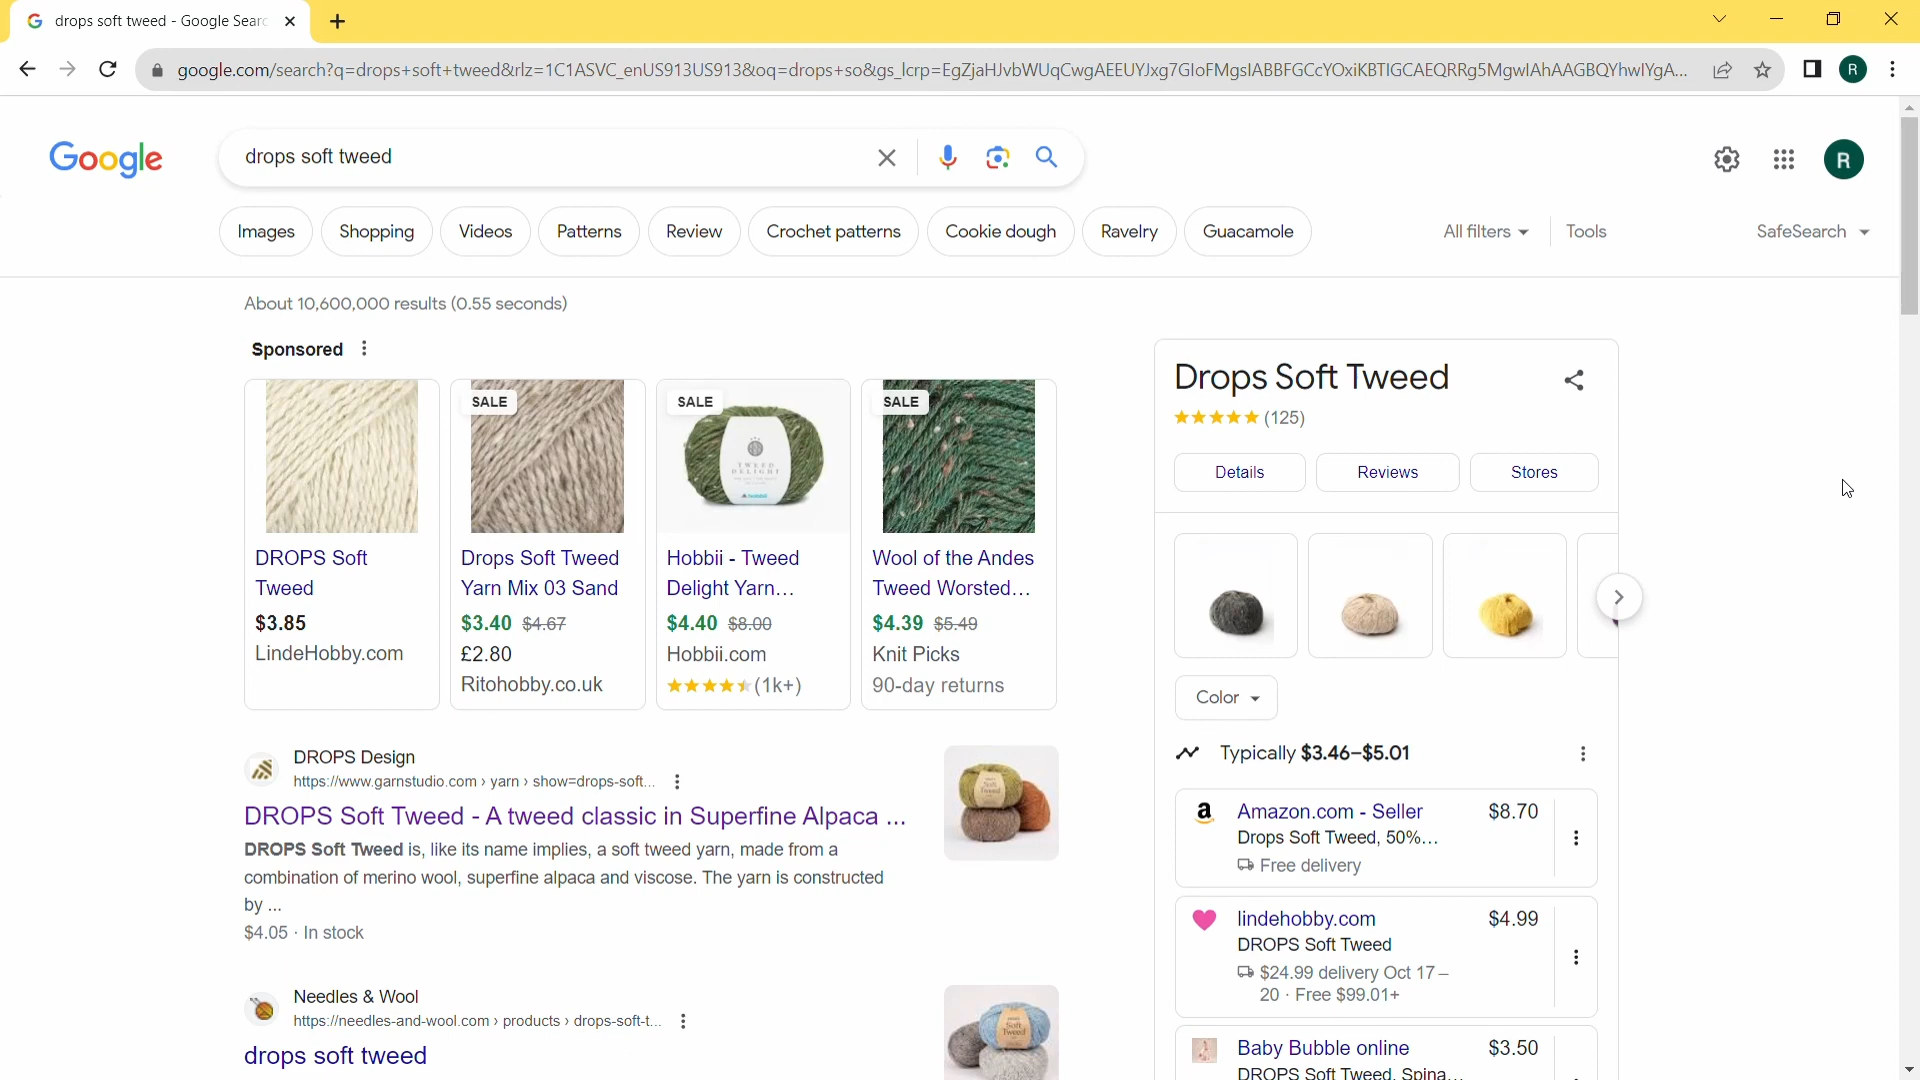 drops soft tweed - Google Searc
google.com/search?q=drops+soft+tweed&rlz=1C1ASVC_enUS913US913&oq=drops+so&gs_lcrp=EgZjaHJvbWUqCwgAEEUYJxg7GIoFMgsIABBFGCcYOxiKBTIGCAEQRRg5MgwIAhAAGBQYhwIYgA...
R
Google
drops soft tweed
R
Images
Shopping
Videos
Patterns
Review
Crochet patterns
Cookie dough
Ravelry
Guacamole
All filters
Tools
SafeSearch
About 10,600,000 results (0.55 seconds)
Sponsored
DROPS Soft
Tweed
$3.85
LindeHobby.com
SALE
Drops Soft Tweed
Yarn Mix 03 Sand
$3.40 $4.67
£2.80
Ritohobby.co.uk
SALE
TWEED
DELIGHT
hobbii
Hobbii - Tweed
Delight Yarn...
$4.40 $8.00
Hobbii.com
(1k+)
SALE
Wool of the Andes
Tweed Worsted...
$4.39 $5.49
Knit Picks
90-day returns
DROPS Design
https://www.garnstudio.com › yarn › show=drops-soft...
DROPS Soft Tweed - A tweed classic in Superfine Alpaca ...
DROPS Soft Tweed is, like its name implies, a soft tweed yarn, made from a
combination of merino wool, superfine alpaca and viscose. The yarn is constructed
by ...
$4.05 · In stock
Soft
Tweed
Needles & Wool
https://needles-and-wool.com › products › drops-soft-t...
drops soft tweed
Soft
Tweed
Drops Soft Tweed
(125)
Details
Reviews
Stores
Color
Typically $3.46–$5.01
a
Amazon.com - Seller
$8.70
Drops Soft Tweed, 50%...
Free delivery
lindehobby.com
$4.99
DROPS Soft Tweed
$24.99 delivery Oct 17 –
20 · Free $99.01+
Baby Bubble online
$3.50
DROPS Soft Tweed, Spina...